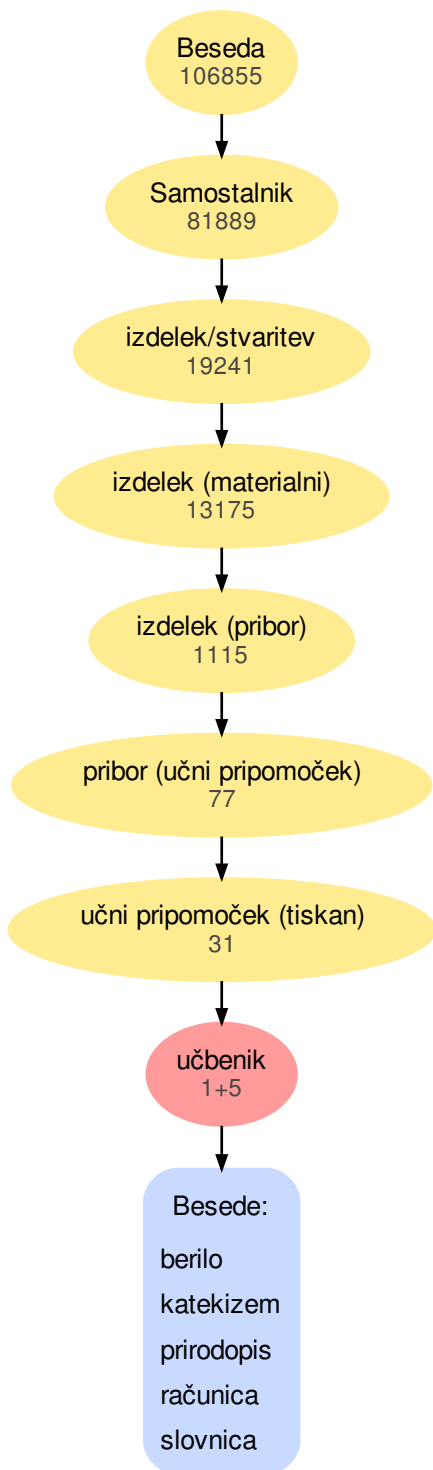 Beseda
106855
Samostalnik
81889
izdelek/stvaritev
19241
izdelek (materialni)
13175
izdelek (pribor)
1115
pribor (učni pripomoček)
77
učni pripomoček (tiskan)
31
učbenik
1+5
Besede:
berilo
katekizem
prirodopis
računica
slovnica